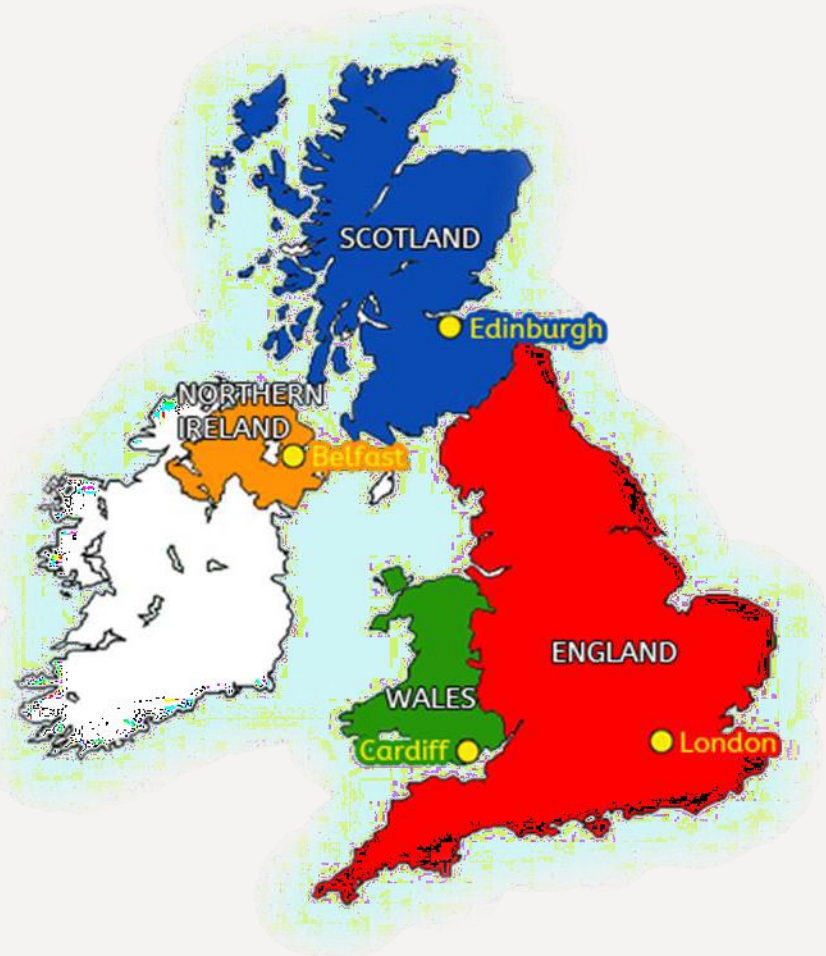 SCOTLAND
Edinburgh
NORTHERN
IRELAND
Belfast
ENGLAND
WALES
Cardiff
London